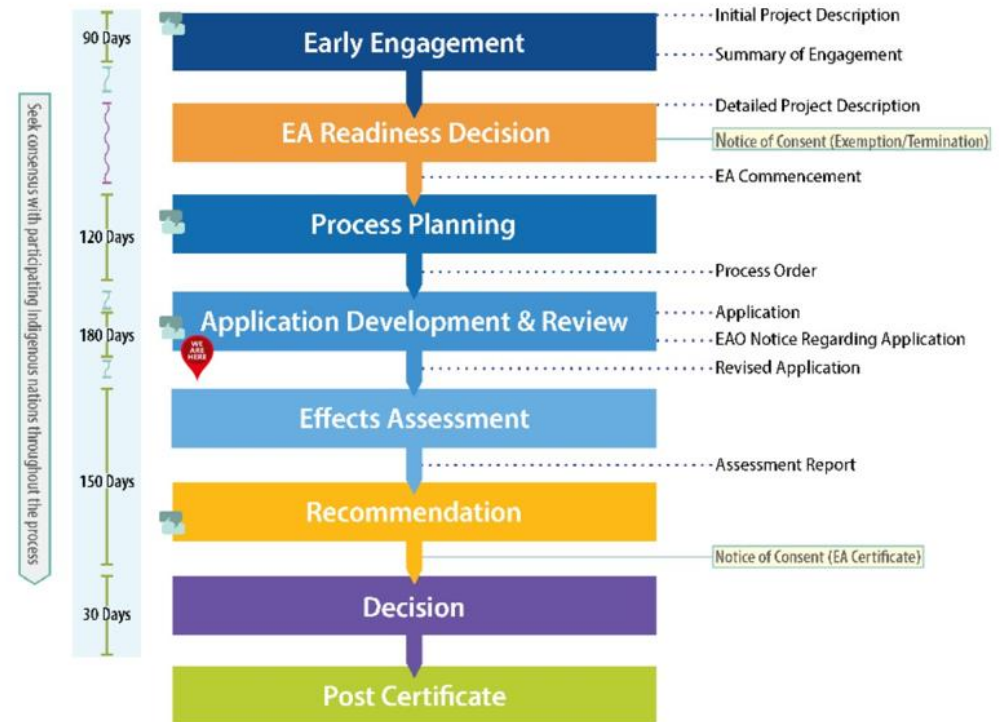 Seek consensus with participating Indigenous nations throughout the process
90 Days
Early Engagement
Initial Project Description
Summary of Engagement
EA Readiness Decision
Detailed Project Description
Notice of Consent (Exemption/Termination)
EA Commencement
120 Days
Process Planning
Process Order
180 Days
Application Development & Review
WE
ARE
HERE
Application
EAO Notice Regarding Application
Revised Application
Effects Assessment
150 Days
Assessment Report
Recommendation
Notice of Consent (EA Certificate)
30 Days
Decision
Post Certificate